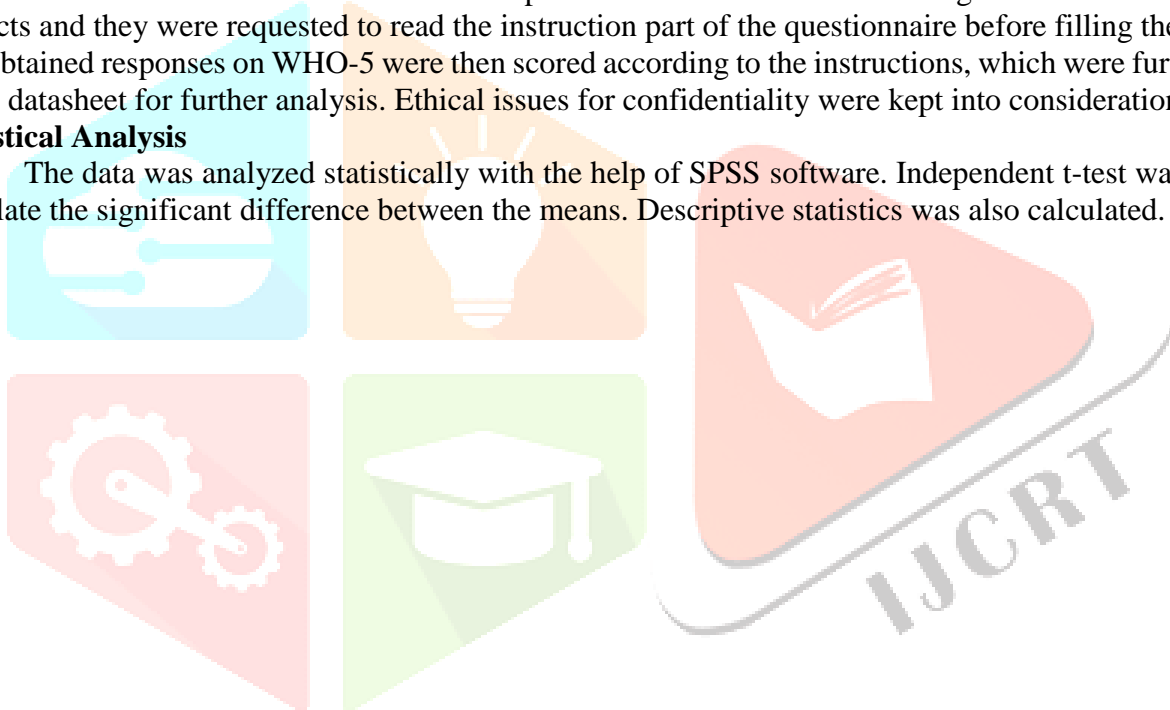 cts and they were requested to read the instruction part of the questionnaire before filling the
btained responses on WHO-5 were then scored according to the instructions, which were fur
datasheet for further analysis. Ethical issues for confidentiality were kept into consideration
stical Analysis
The data was analyzed statistically with the help of SPSS software. Independent t-test wa
late the significant difference between the means. Descriptive statistics was also calculated.
IJCRT